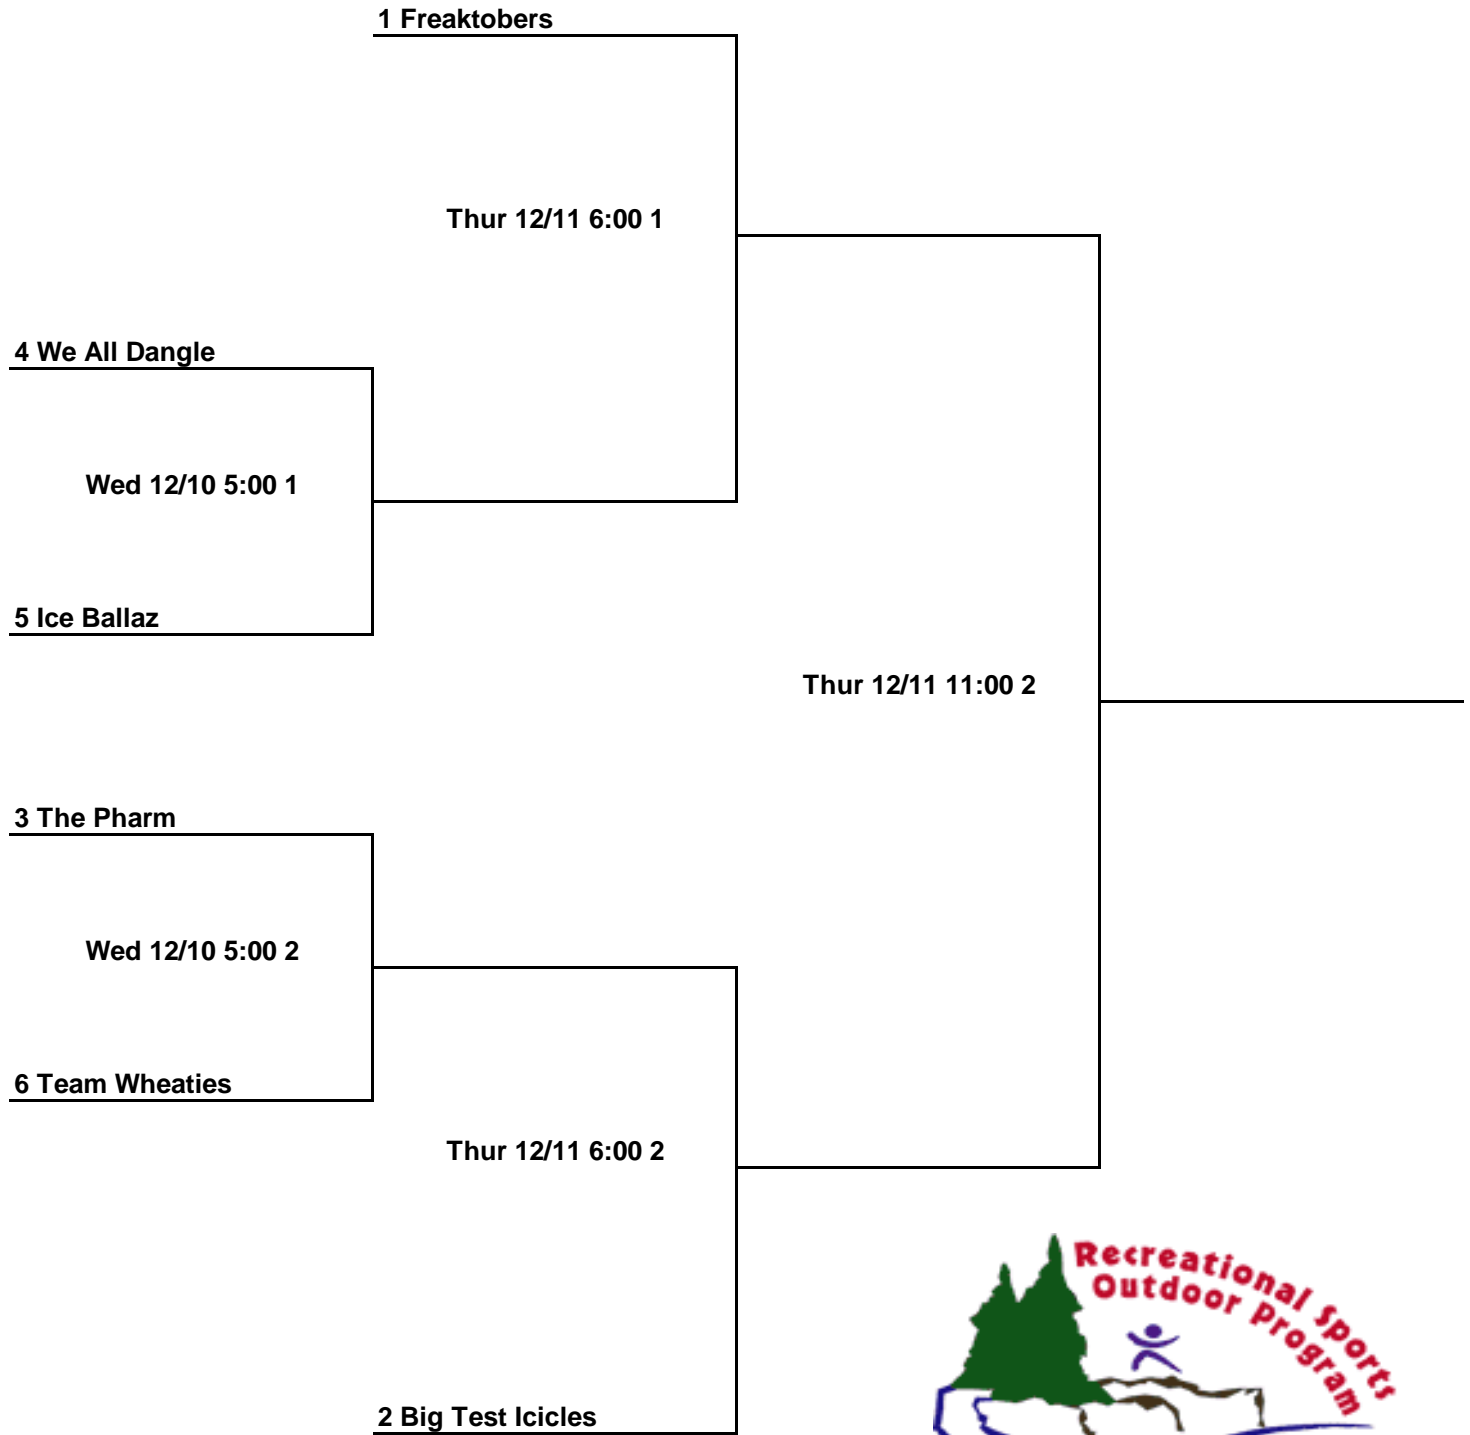 1 Freaktobers
Thur 12/11 6:00 1
4 We All Dangle
Wed 12/10 5:00 1
5 Ice Ballaz
Thur 12/11 11:00 2
3 The Pharm
Wed 12/10 5:00 2
6 Team Wheaties
Thur 12/11 6:00 2
2 Big Test Icicles
Recreational Sports
Outdoor Program